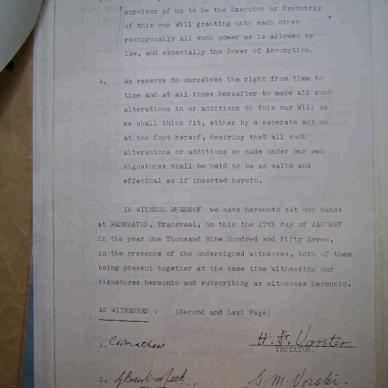 survivor of us to be the Executor or Executrix
of this our Will granting unto each other
reciprocally all such power as is allowed by
law, and especially the Power of Assumption.
4. We reserve to ourselves the right from time to
time and at all times hereafter to make all such
alterations in or additions to this our Will as
we shall think fit, either by a separate act or
at the foot hereof, desiring that all such
alterations or additions so made under our own
signatures shall be held to be as valid and
effectual as if inserted herein.
IN WITNESS WHEREOF we have hereunto set our hands
at WARMBATHS, Transvaal, on this the 17th day of JANUARY
in the year One Thousand Nine Hundred and Fifty Seven,
in the presence of the undersigned witnesses, both of them
being present together at the same time witnessing our
signatures hereunto and subscribing as witnesses hereunto.
AS WITNESSES : (Second and Last Page)
1. H. J. Vorster
TESTATOR.
2. S. M. Vorster